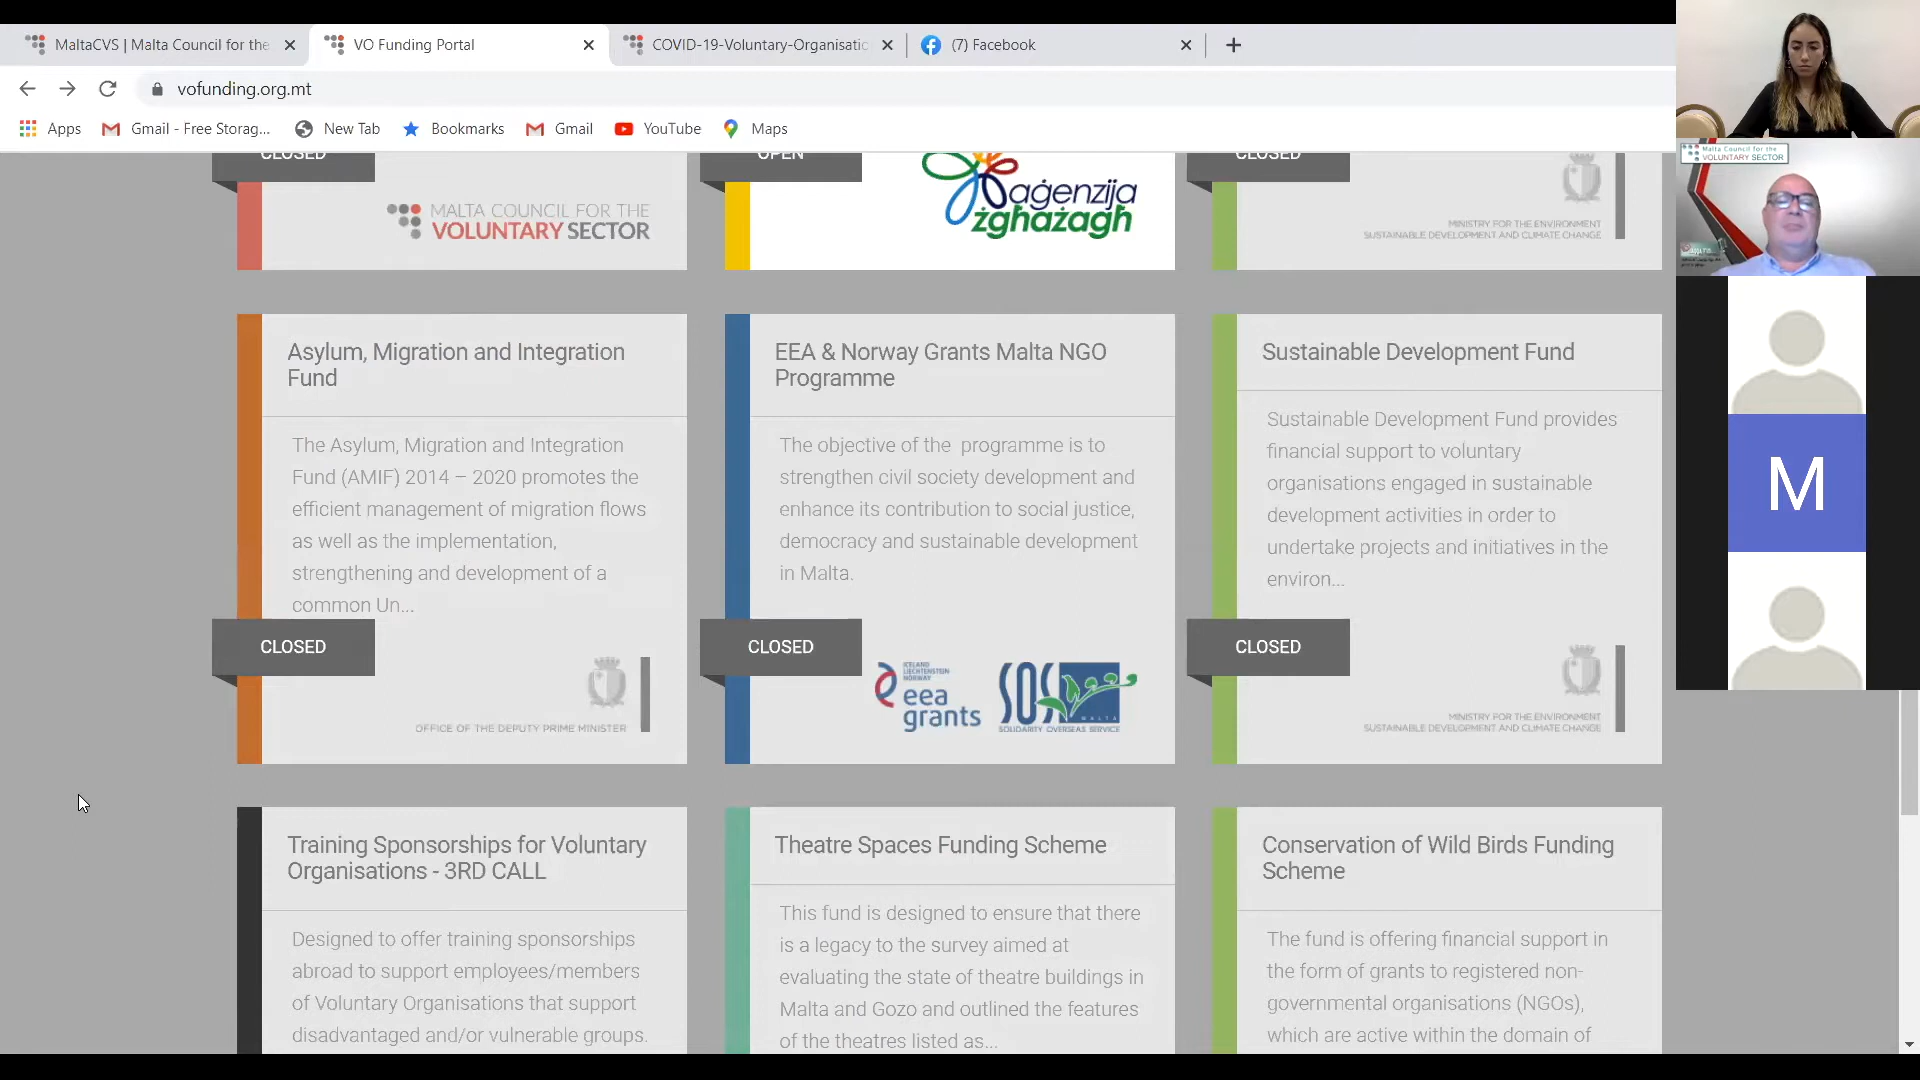 MaltaCVS | Malta Council for the
VO Funding Portal
COVID-19-Voluntary-Organisatic
(7) Facebook
vofunding.org.mt
Apps
Gmail - Free Storag...
New Tab
Bookmarks
Gmail
YouTube
Maps
Malta Council for the
VOLUNTARY SECTOR
CLOSED
MALTA COUNCIL FOR THE
VOLUNTARY SECTOR
OPEN
aġenzija
żgħażagħ
CLOSED
MINISTRY FOR THE ENVIRONMENT
SUSTAINABLE DEVELOPMENT AND CLIMATE CHANGE
Asylum, Migration and Integration
Fund
The Asylum, Migration and Integration
Fund (AMIF) 2014 – 2020 promotes the
efficient management of migration flows
as well as the implementation,
strengthening and development of a
common Un...
CLOSED
OFFICE OF THE DEPUTY PRIME MINISTER
EEA & Norway Grants Malta NGO
Programme
The objective of the programme is to
strengthen civil society development and
enhance its contribution to social justice,
democracy and sustainable development
in Malta.
CLOSED
ICELAND
LIECHTENSTEIN
NORWAY
eea
grants
SOS
MALTA
SOLIDARITY OVERSEAS SERVICE
Sustainable Development Fund
Sustainable Development Fund provides
financial support to voluntary
organisations engaged in sustainable
development activities in order to
undertake projects and initiatives in the
environ...
CLOSED
MINISTRY FOR THE ENVIRONMENT
SUSTAINABLE DEVELOPMENT AND CLIMATE CHANGE
M
Training Sponsorships for Voluntary
Organisations - 3RD CALL
Designed to offer training sponsorships
abroad to support employees/members
of Voluntary Organisations that support
disadvantaged and/or vulnerable groups.
Theatre Spaces Funding Scheme
This fund is designed to ensure that there
is a legacy to the survey aimed at
evaluating the state of theatre buildings in
Malta and Gozo and outlined the features
of the theatres listed as...
Conservation of Wild Birds Funding
Scheme
The fund is offering financial support in
the form of grants to registered non-
governmental organisations (NGOs),
which are active within the domain of